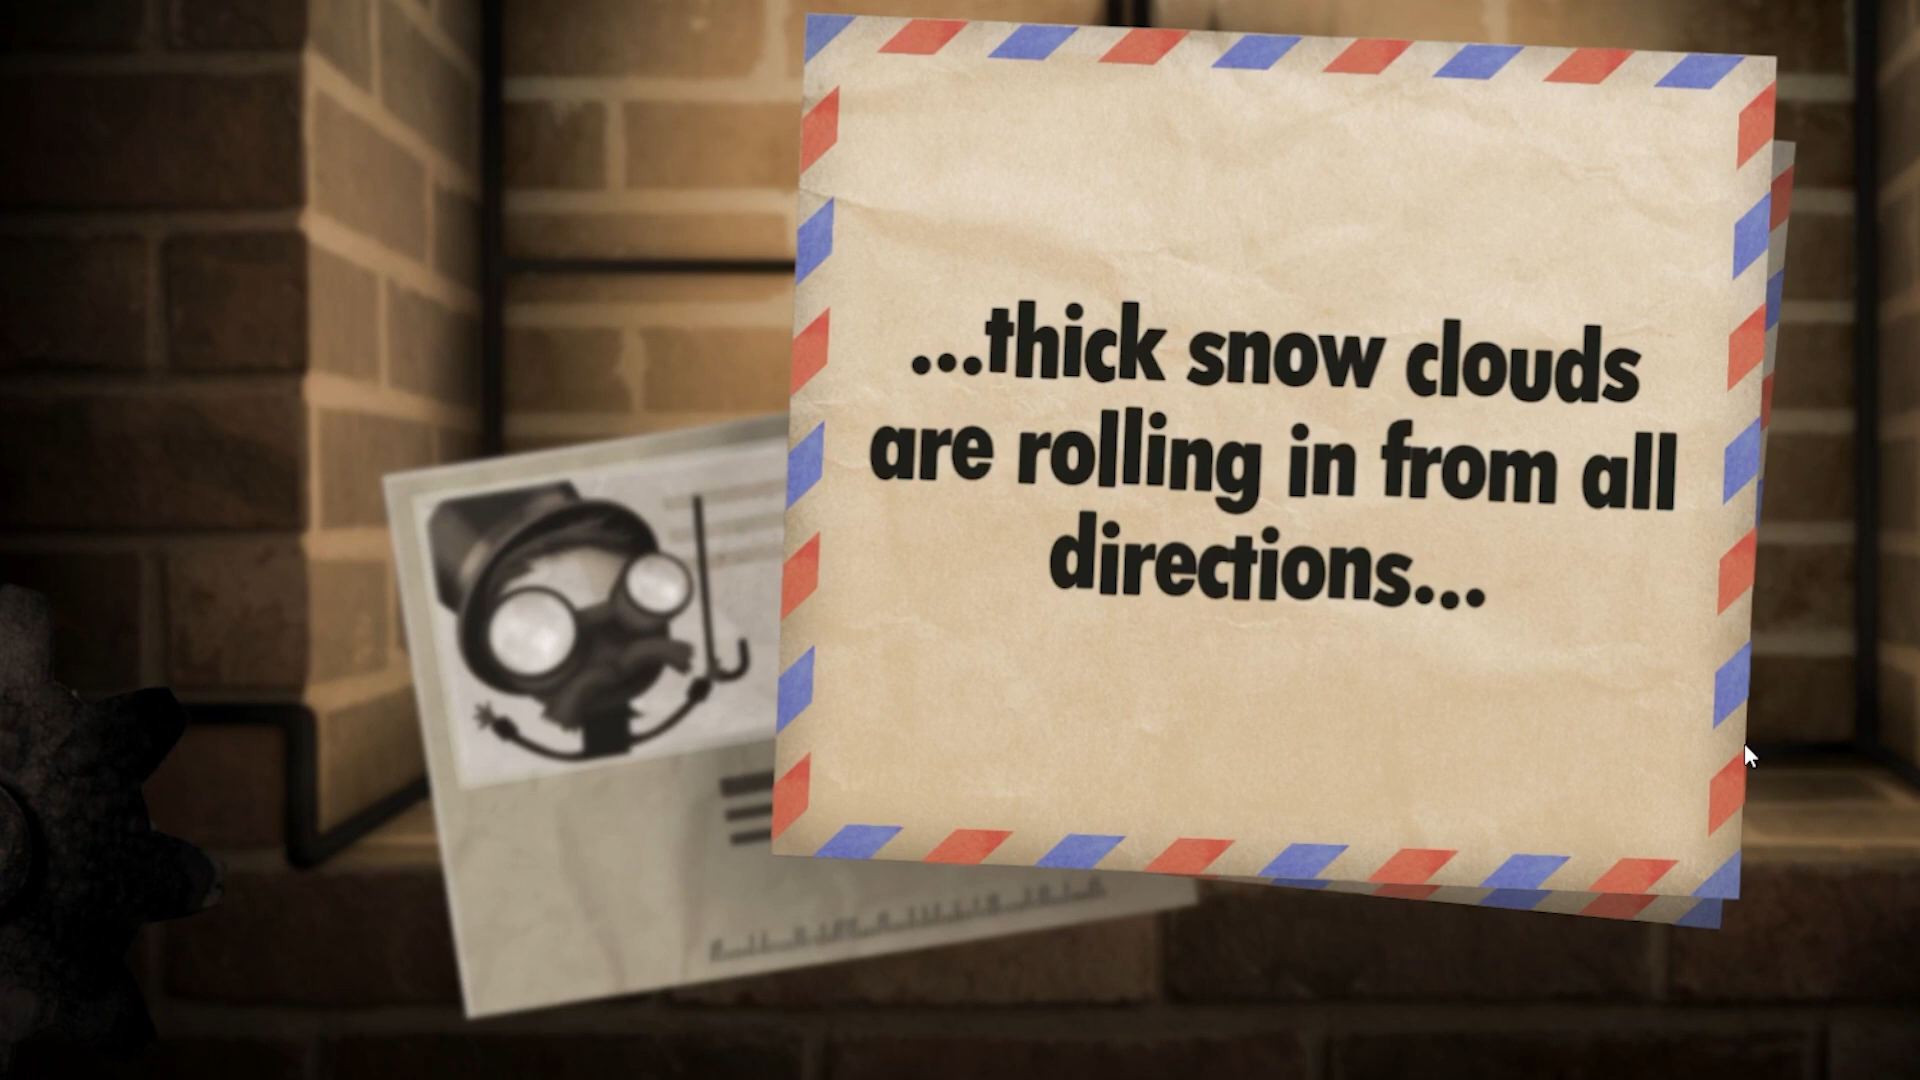 ...thick snow clouds
are rolling in from all
directions...